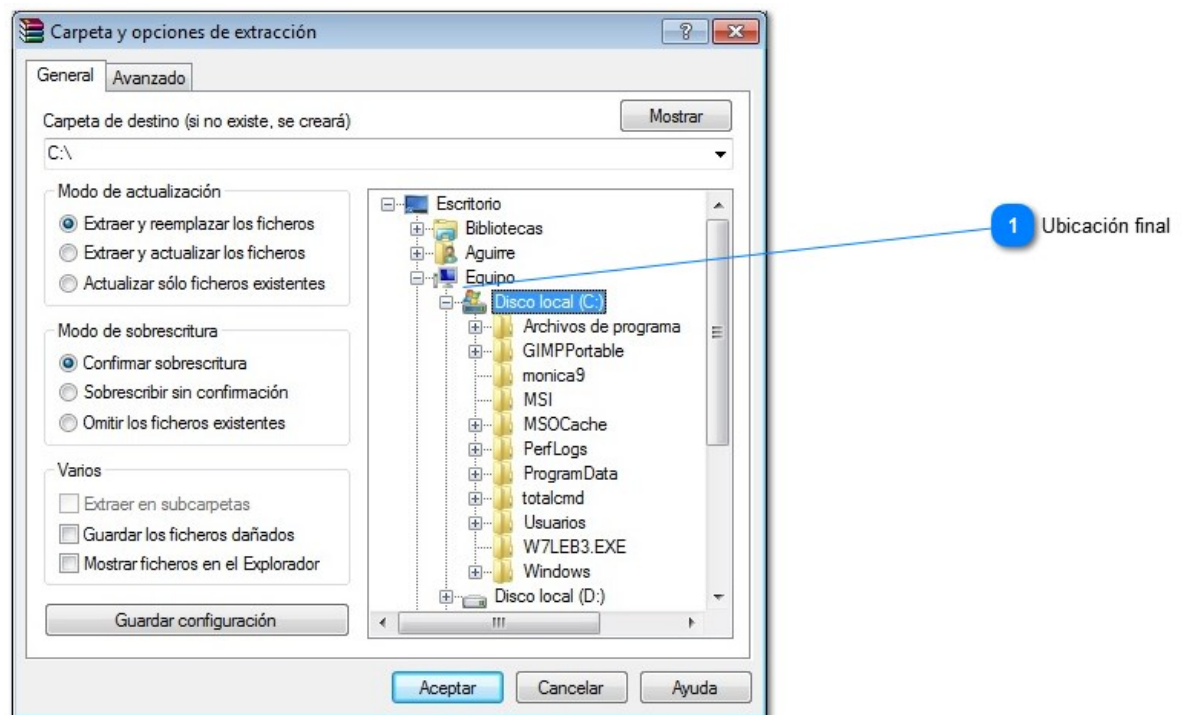 Carpeta y opciones de extracción
General
Avanzado
Carpeta de destino (si no existe, se creará)
Mostrar
C:\
Modo de actualización
Extraer y reemplazar los ficheros
Extraer y actualizar los ficheros
Actualizar sólo ficheros existentes
Modo de sobrescritura
Confirmar sobrescritura
Sobrescribir sin confirmación
Omitir los ficheros existentes
Varios
Extraer en subcarpetas
Guardar los ficheros dañados
Mostrar ficheros en el Explorador
Guardar configuración
Escritorio
Bibliotecas
Aguirre
Equipo
Disco local (C:)
Archivos de programa
GIMPPortable
monica9
MSI
MSOCache
PerfLogs
ProgramData
totalcmd
Usuarios
W7LEB3.EXE
Windows
Disco local (D:)
Aceptar
Cancelar
Ayuda
1 Ubicación final